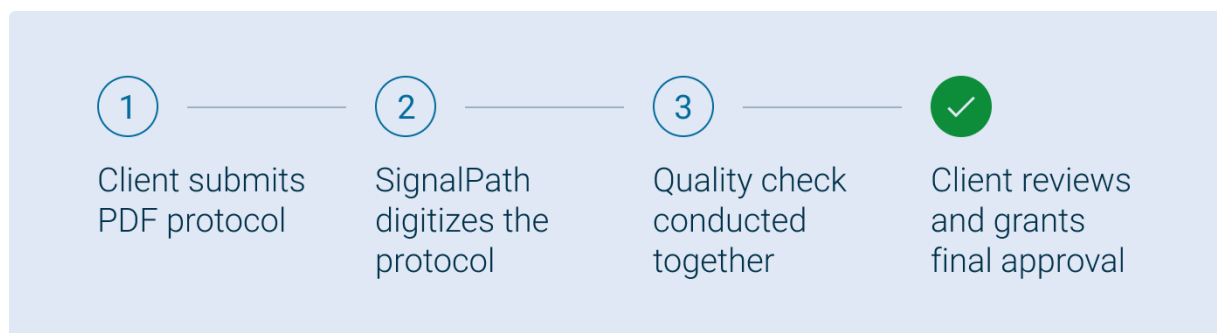 1
Client submits
PDF protocol
2
SignalPath
digitizes the
protocol
3
Quality check
conducted
together
Client reviews
and grants
final approval